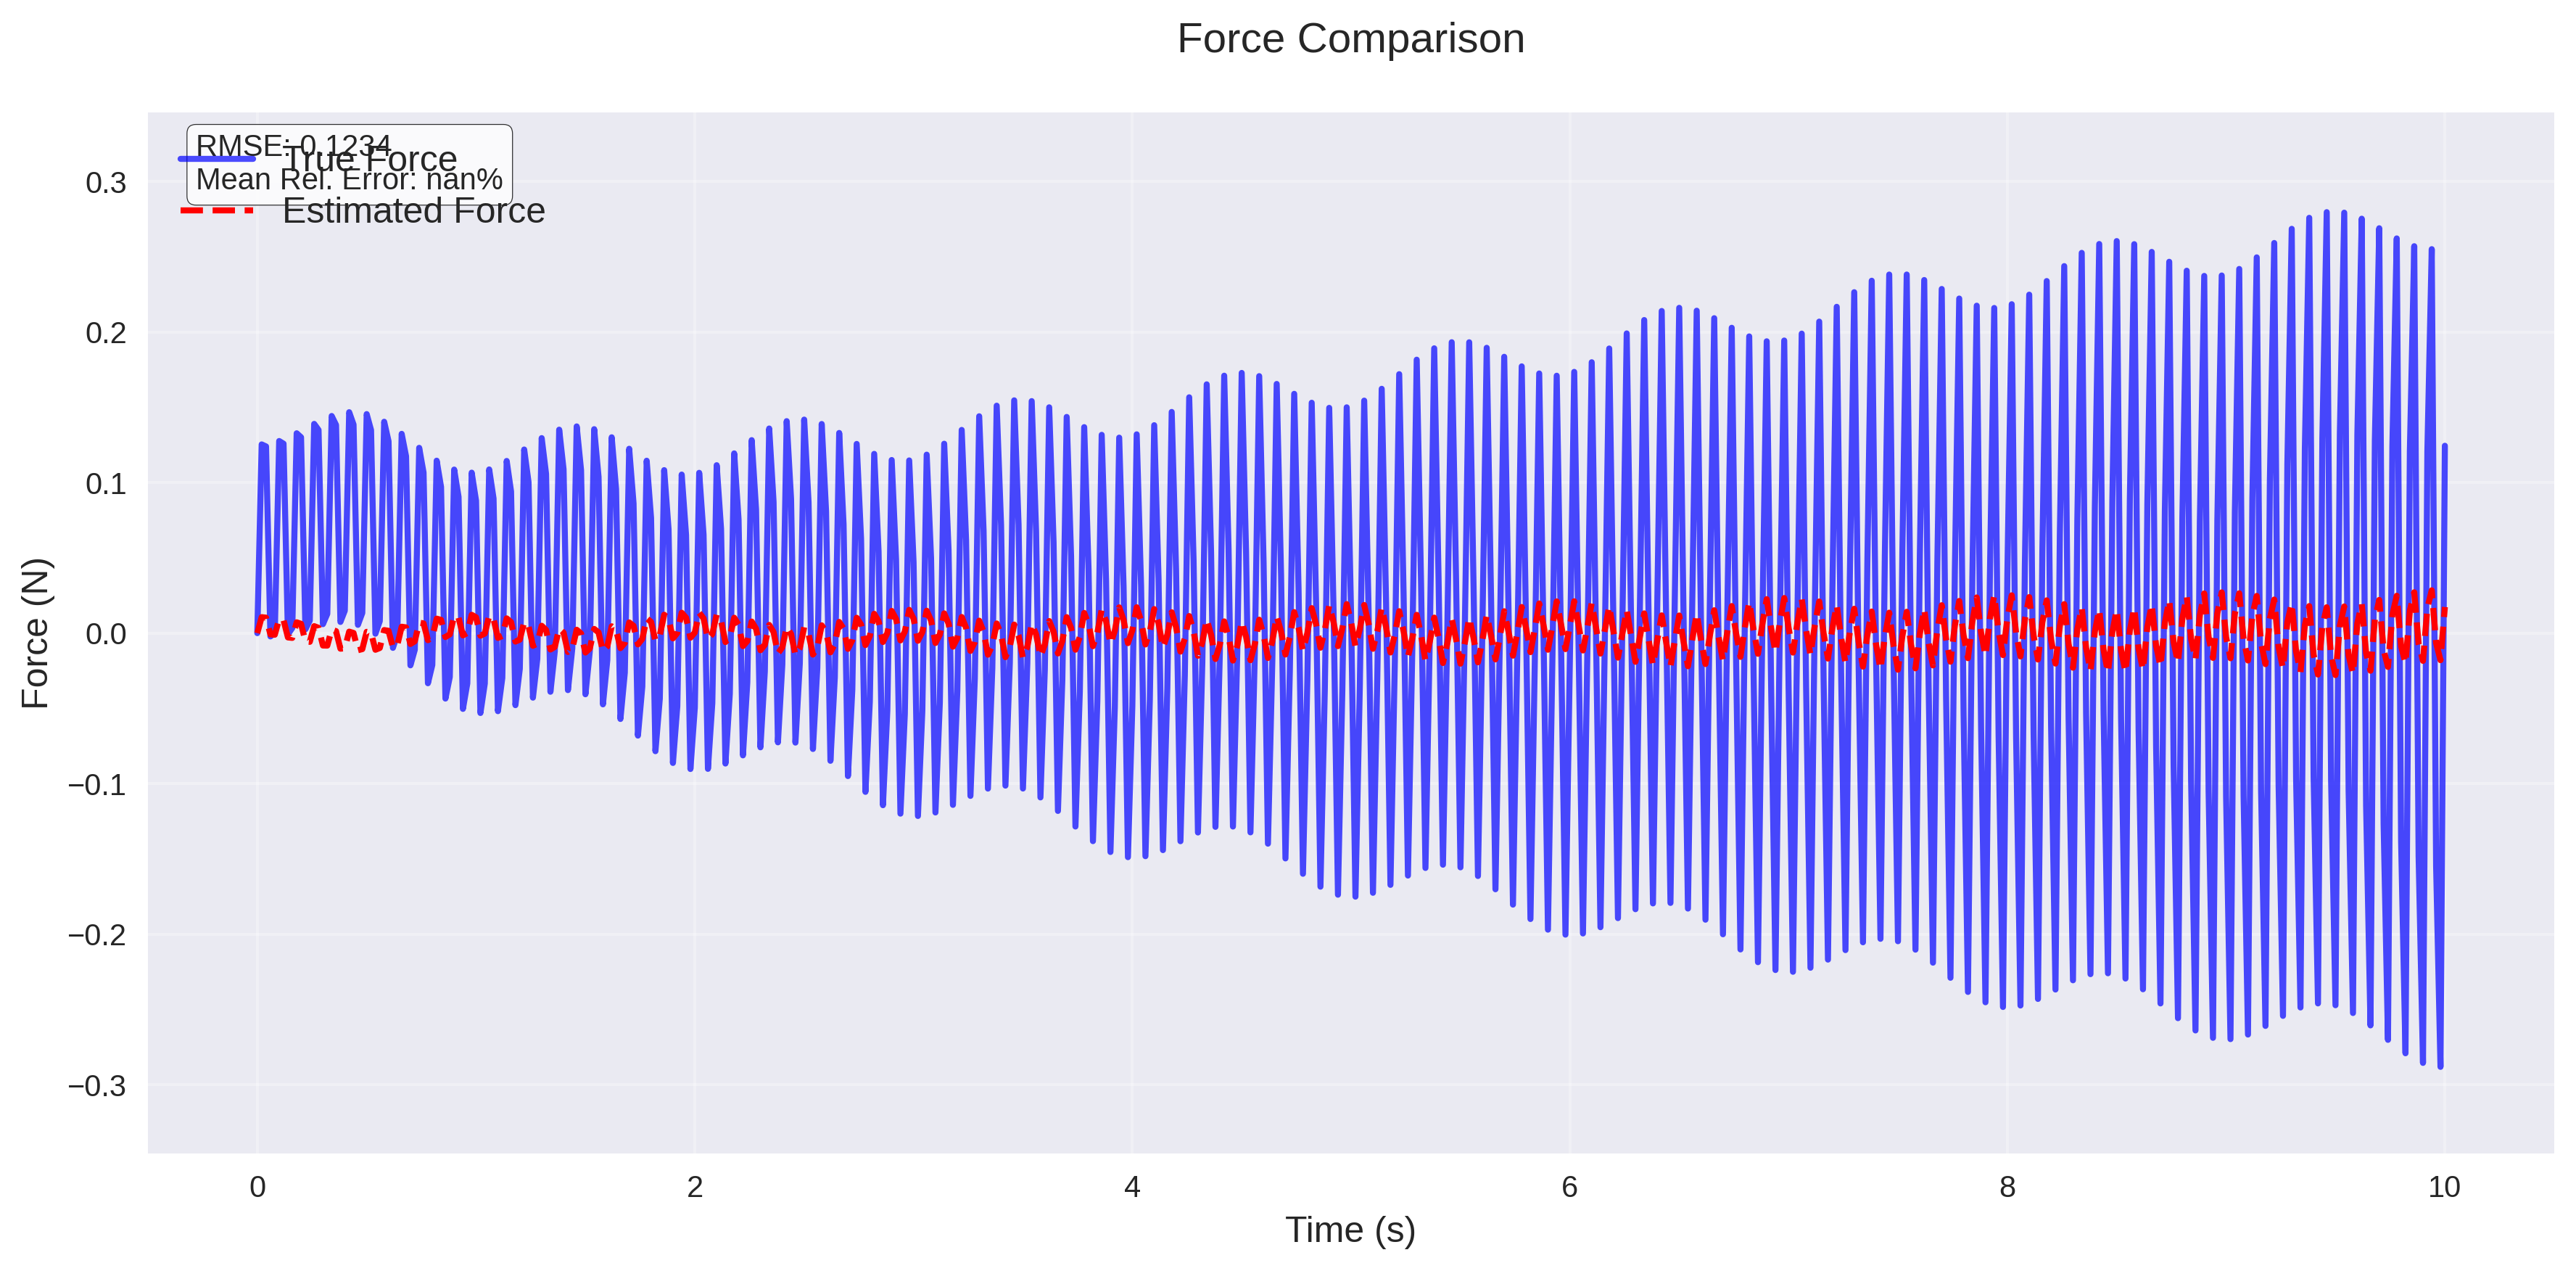 Force Comparison
RMSE: 0.1234
True Force
Mean Rel. Error: nan%
Estimated Force
0.3
0.2
0.1
0.0
−0.1
−0.2
−0.3
Force (N)
0 2 4 6 8 10
Time (s)